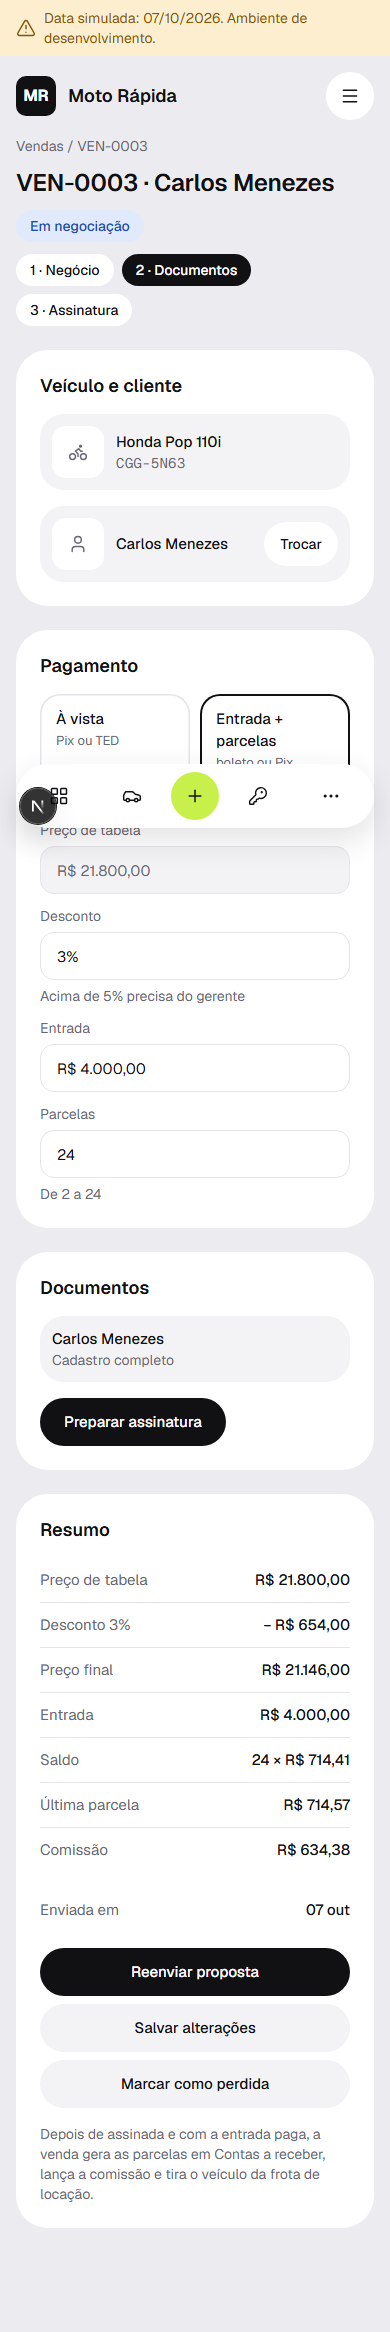 Data simulada: 07/10/2026. Ambiente de
desenvolvimento.
MR Moto Rápida
Vendas / VEN-0003
VEN-0003 · Carlos Menezes
Em negociação
1 · Negócio
2 · Documentos
3 · Assinatura
Veículo e cliente
Honda Pop 110i
CGG-5N63
Carlos Menezes
Trocar
Pagamento
À vista
Pix ou TED
Entrada +
parcelas
boleto ou Pix
N
Preço de tabela
R$ 21.800,00
Desconto
3%
Acima de 5% precisa do gerente
Entrada
R$ 4.000,00
Parcelas
24
De 2 a 24
Documentos
Carlos Menezes
Cadastro completo
Preparar assinatura
Resumo
Preço de tabela R$ 21.800,00
Desconto 3% − R$ 654,00
Preço final R$ 21.146,00
Entrada R$ 4.000,00
Saldo 24 × R$ 714,41
Última parcela R$ 714,57
Comissão R$ 634,38
Enviada em 07 out
Reenviar proposta
Salvar alterações
Marcar como perdida
Depois de assinada e com a entrada paga, a
venda gera as parcelas em Contas a receber,
lança a comissão e tira o veículo da frota de
locação.